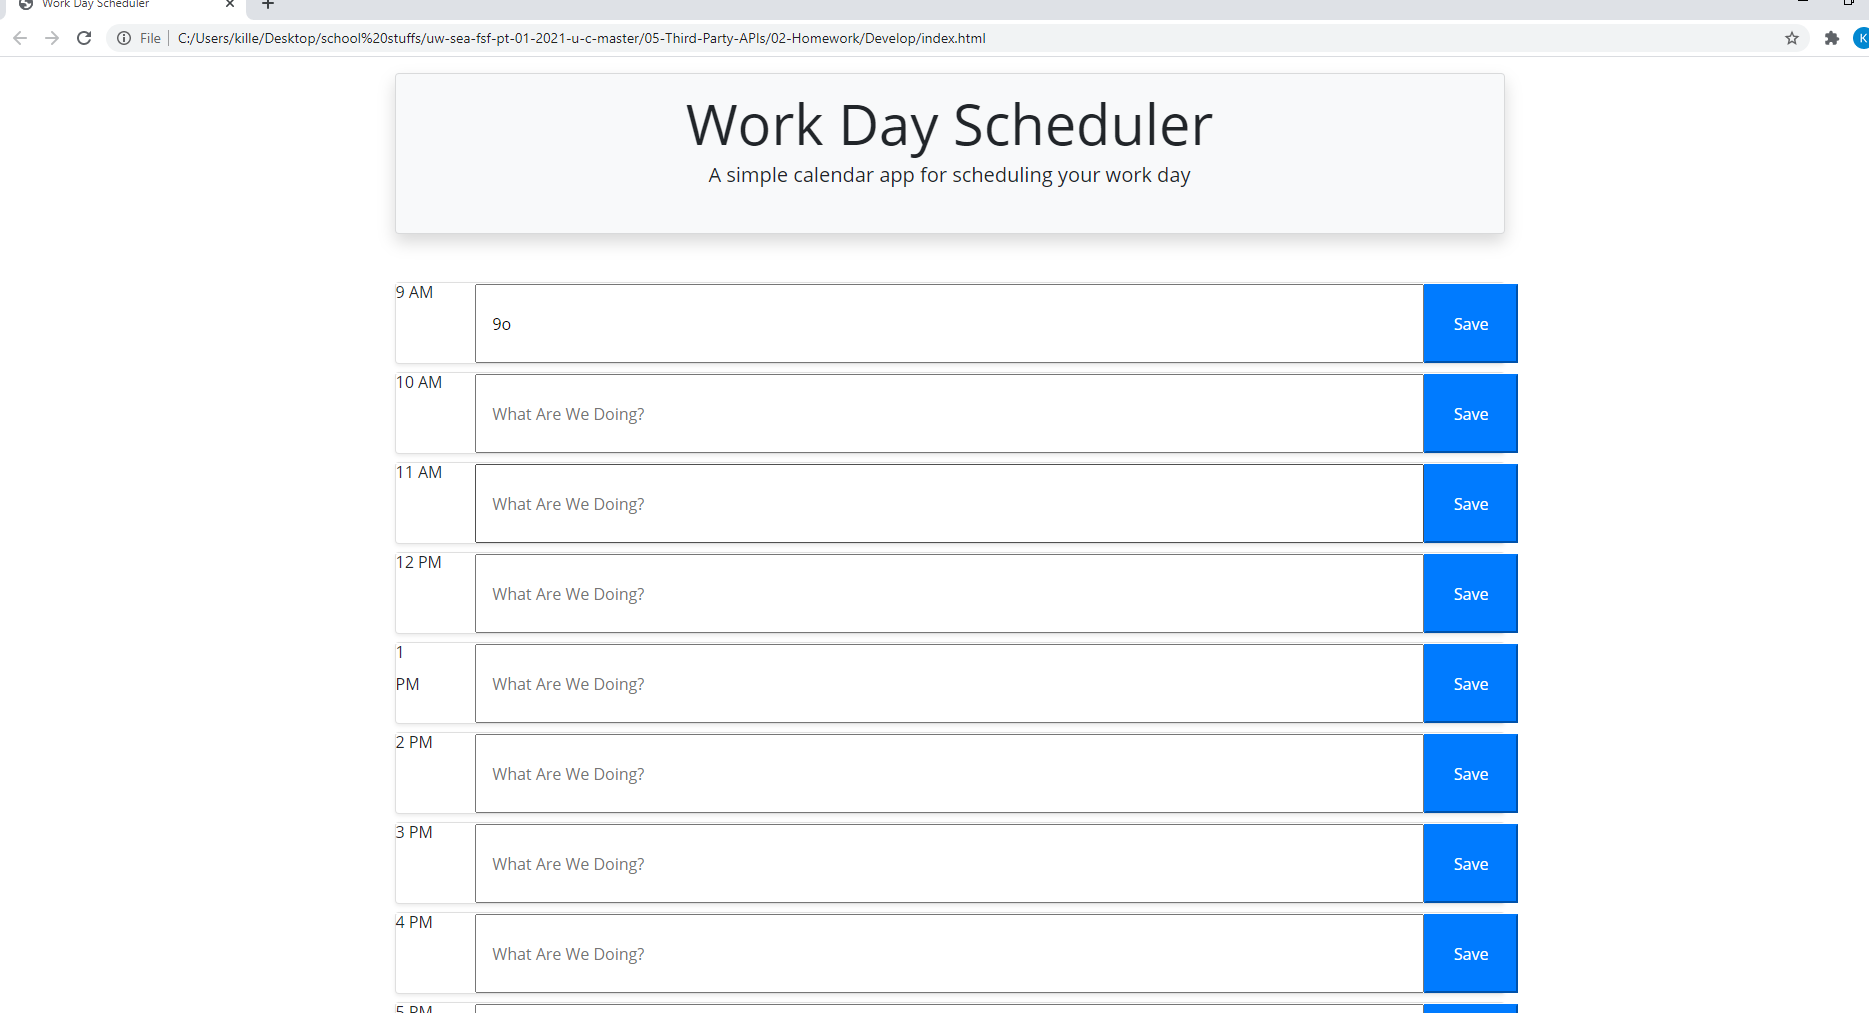 Work Day Scheduler
File C:/Users/kille/Desktop/school%20stuffs/uw-sea-fsf-pt-01-2021-u-c-master/05-Third-Party-APIs/02-Homework/Develop/index.html
K
Work Day Scheduler
A simple calendar app for scheduling your work day
9 AM
9o
Save
10 AM
What Are We Doing?
Save
11 AM
What Are We Doing?
Save
12 PM
What Are We Doing?
Save
1
PM
What Are We Doing?
Save
2 PM
What Are We Doing?
Save
3 PM
What Are We Doing?
Save
4 PM
What Are We Doing?
Save
5 PM